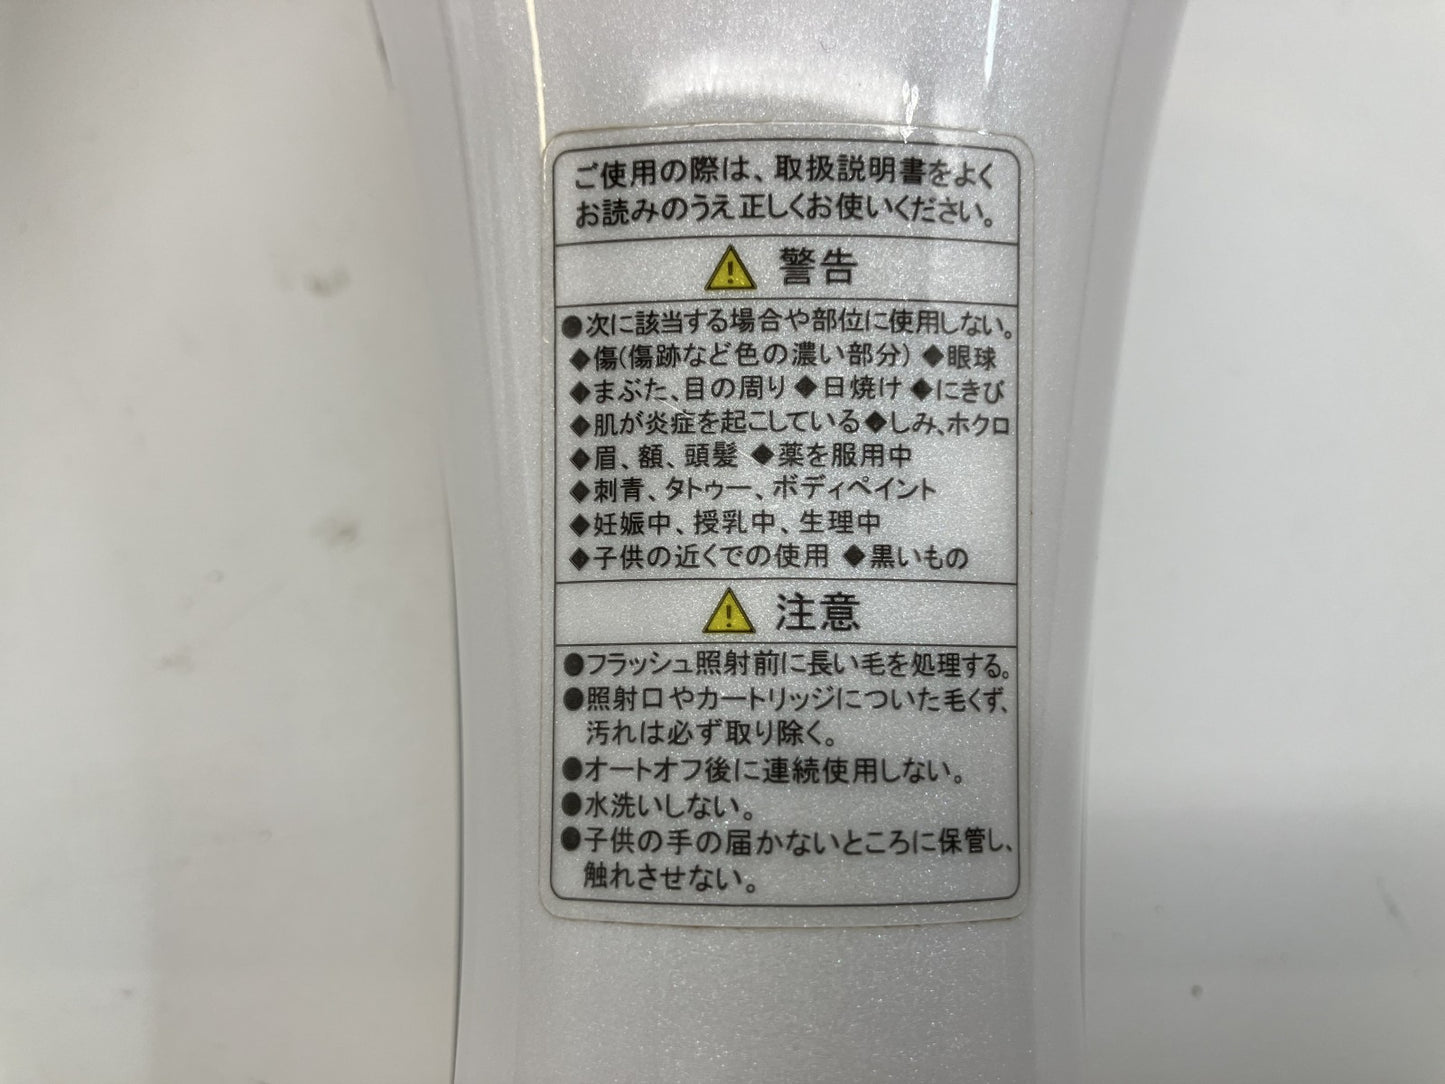 ご使用の際は、取扱説明書をよく
お読みのうえ正しくお使いください。
警告
●次に該当する場合や部位に使用しない。
◆傷(傷跡など色の濃い部分) ◆眼球
◆まぶた、目の周り ◆日焼け ◆にきび
◆肌が炎症を起こしている ◆しみ、ホクロ
◆眉、額、頭髪 ◆薬を服用中
◆刺青、タトゥー、ボディペイント
◆妊娠中、授乳中、生理中
◆子供の近くでの使用 ◆黒いもの
注意
●フラッシュ照射前に長い毛を処理する。
●照射口やカートリッジについた毛くず、
汚れは必ず取り除く。
●オートオフ後に連続使用しない。
●水洗いしない。
●子供の手の届かないところに保管し、
触れさせない。